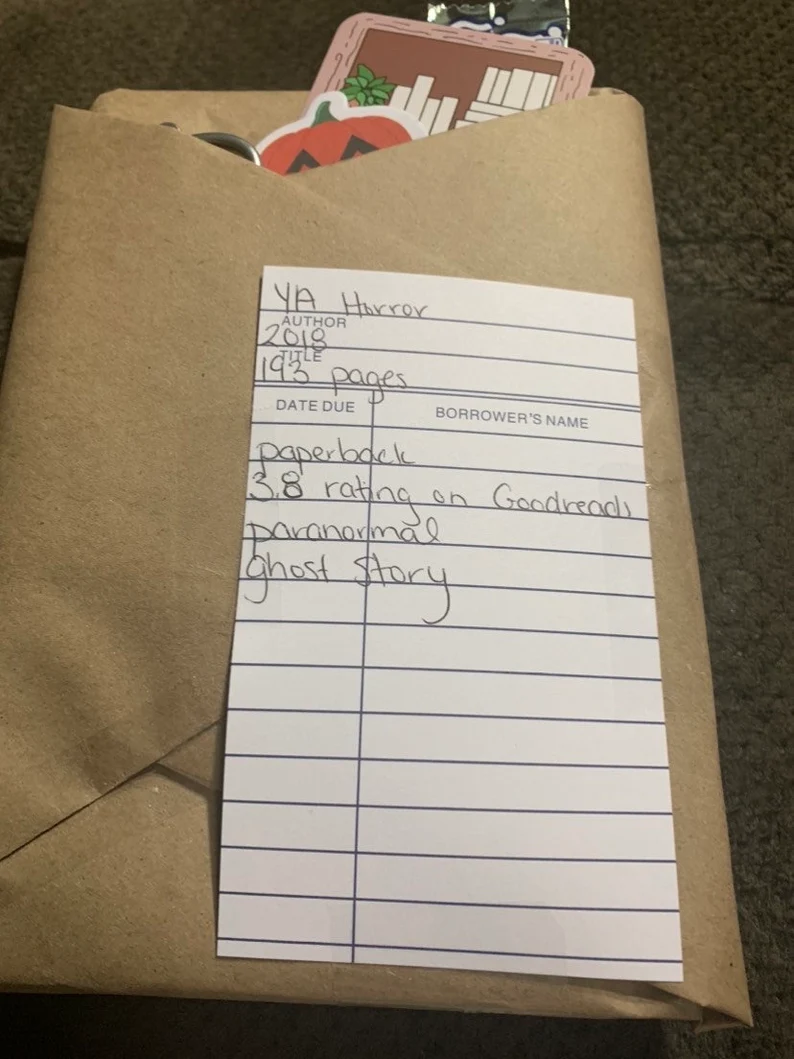 YA Horror
AUTHOR
2018
TITLE
193 pages
DATE DUE
BORROWER'S NAME
paperback
3.8 rating on Goodreads
paranormal
ghost story